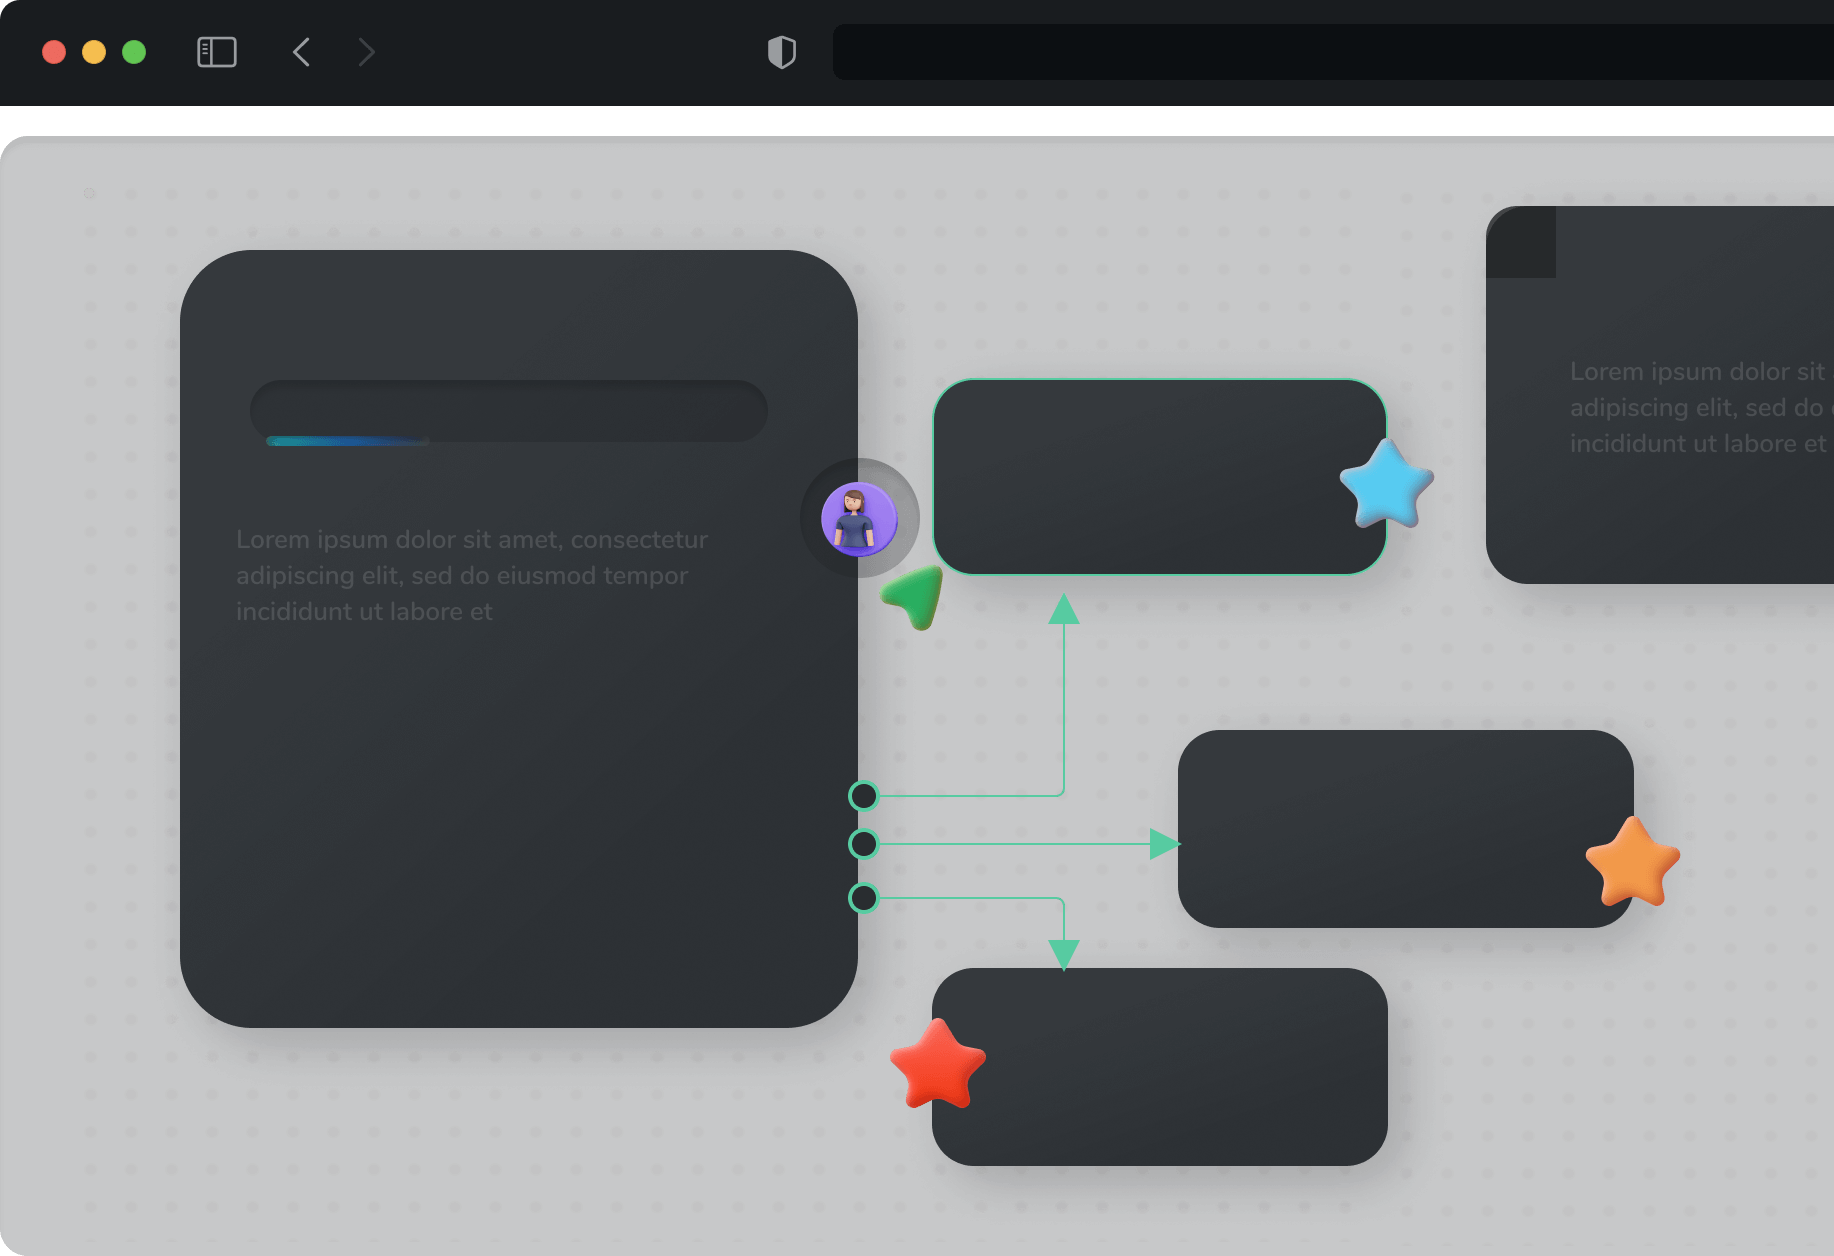 Lorem ipsum dolor sit amet, consectetur
adipiscing elit, sed do eiusmod tempor
incididunt ut labore et
Lorem ipsum dolor sit
adipiscing elit, sed do
incididunt ut labore et